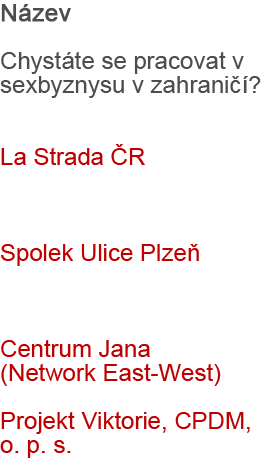 Název
Chystáte se pracovat v
sexbyznysu v zahraničí?
La Strada ČR
Spolek Ulice Plzeň
Centrum Jana
(Network East-West)
Projekt Viktorie, CPDM,
o. p. s.